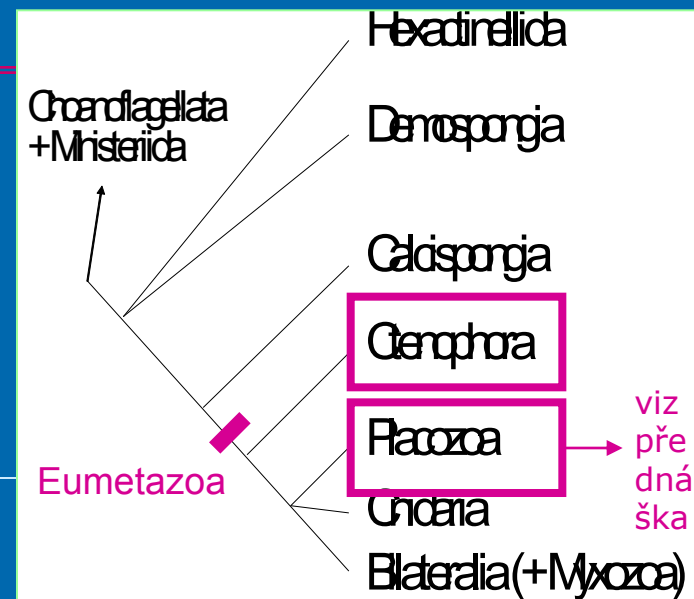 Hexactinellida
Choanoflagellata
+ Ministeriida
Demospongia
Calcispongia
Ctenophora
Placozoa
viz
pře
dná
ška
Eumetazoa
Cnidaria
Bilateralia (+ Myxozoa)